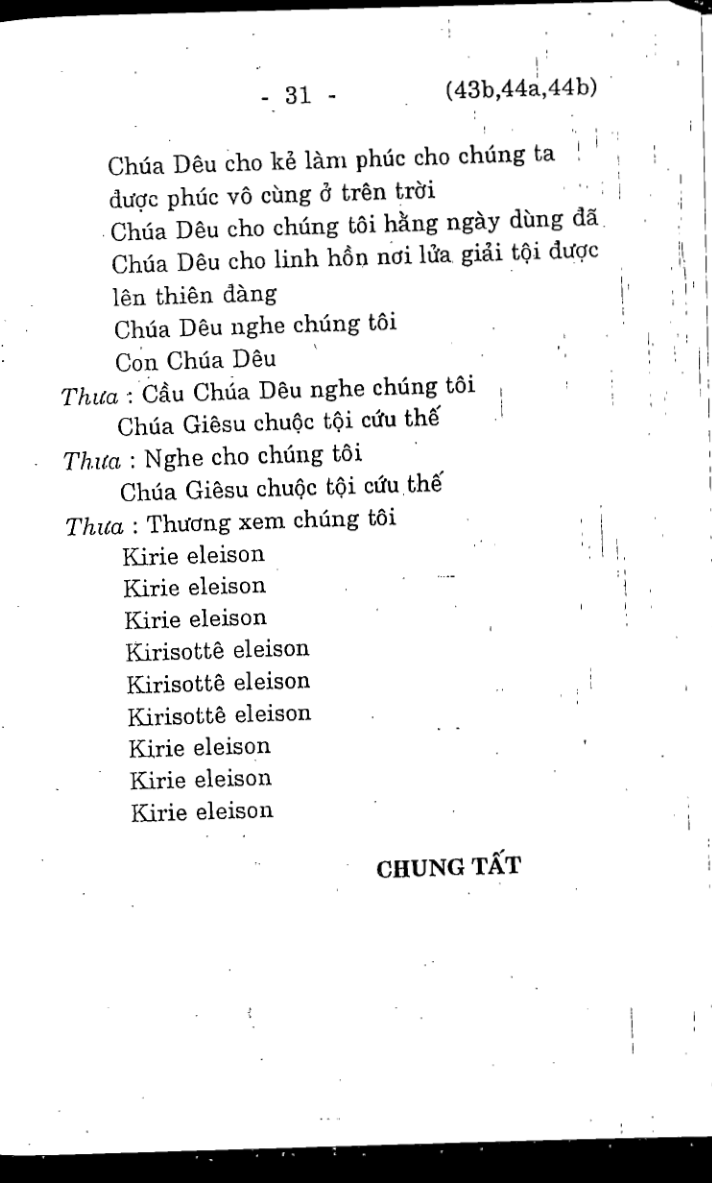 - 31 - (43b,44a,44b)
Chúa Dêu cho kẻ làm phúc cho chúng ta
được phúc vô cùng ở trên trời
Chúa Dêu cho chúng tôi hằng ngày dùng đã
Chúa Dêu cho linh hồn nơi lửa giải tội được
lên thiên đàng
Chúa Dêu nghe chúng tôi
Con Chúa Dêu
Thưa : Cầu Chúa Dêu nghe chúng tôi
Chúa Giêsu chuộc tội cứu thế
Thưa : Nghe cho chúng tôi
Chúa Giêsu chuộc tội cứu thế
Thưa : Thương xem chúng tôi
Kirie eleison
Kirie eleison
Kirie eleison
Kirisottê eleison
Kirisottê eleison
Kirisottê eleison
Kirie eleison
Kirie eleison
Kirie eleison
CHUNG TẤT